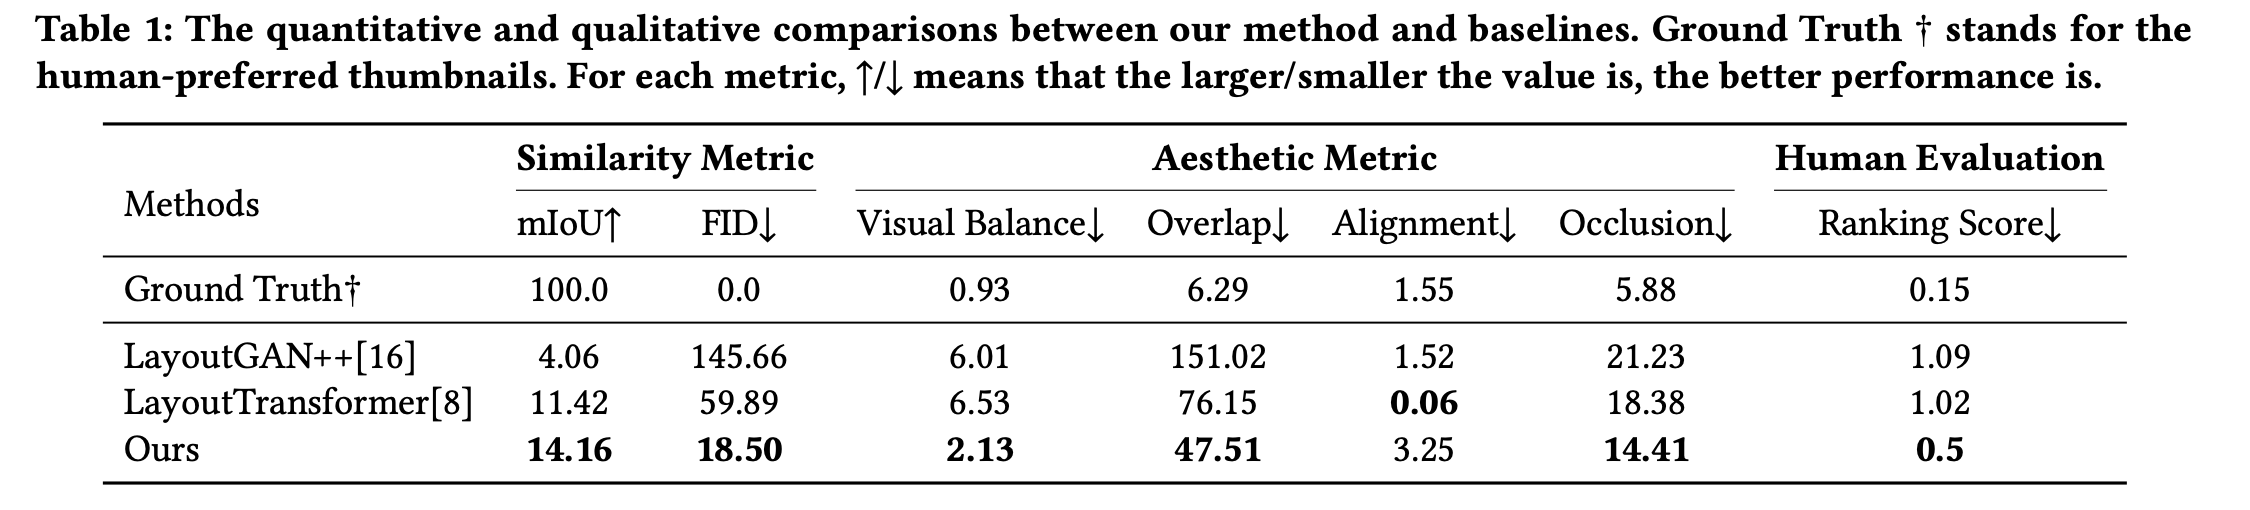 Table 1: The quantitative and qualitative comparisons between our method and baselines. Ground Truth † stands for the
human-preferred thumbnails. For each metric, ↑/↓ means that the larger/smaller the value is, the better performance is.
Methods Similarity Metric Aesthetic Metric Human Evaluation
mIoU↑ FID↓ Visual Balance↓ Overlap↓ Alignment↓ Occlusion↓ Ranking Score↓
Ground Truth† 100.0 0.0 0.93 6.29 1.55 5.88 0.15
LayoutGAN++[16] 4.06 145.66 6.01 151.02 1.52 21.23 1.09
LayoutTransformer[8] 11.42 59.89 6.53 76.15 0.06 18.38 1.02
Ours 14.16 18.50 2.13 47.51 3.25 14.41 0.5